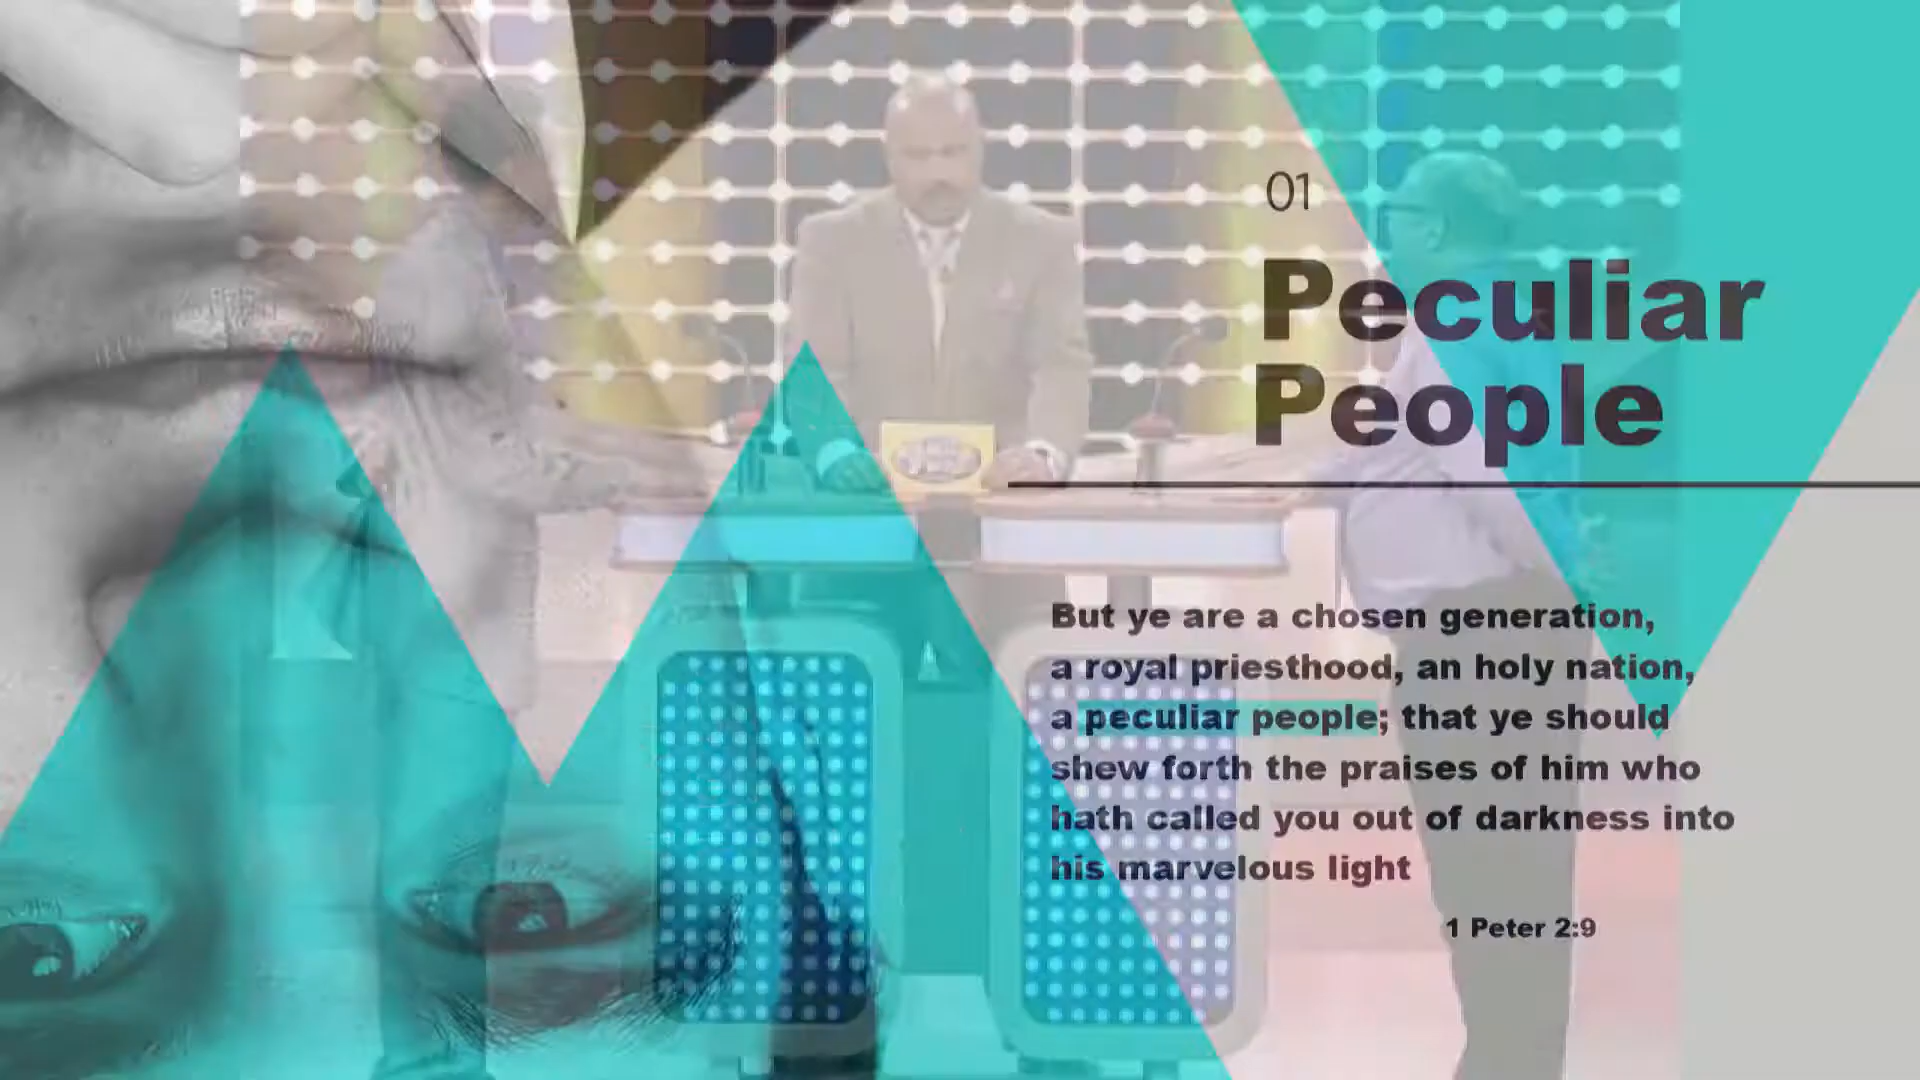 01
Peculiar
People
But ye are a chosen generation,
a royal priesthood, an holy nation,
a peculiar people; that ye should
shew forth the praises of him who
hath called you out of darkness into
his marvelous light
1 Peter 2:9